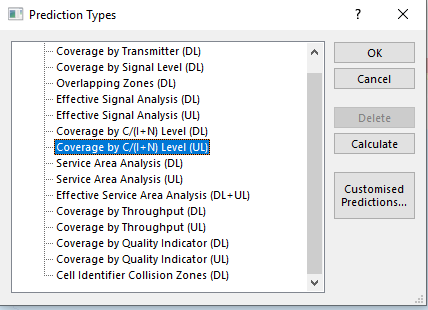 Prediction Types
?
Coverage by Transmitter (DL)
Coverage by Signal Level (DL)
Overlapping Zones (DL)
Effective Signal Analysis (DL)
Effective Signal Analysis (UL)
Coverage by C/(I+N) Level (DL)
Coverage by C/(I+N) Level (UL)
Service Area Analysis (DL)
Service Area Analysis (UL)
Effective Service Area Analysis (DL+UL)
Coverage by Throughput (DL)
Coverage by Throughput (UL)
Coverage by Quality Indicator (DL)
Coverage by Quality Indicator (UL)
Cell Identifier Collision Zones (DL)
OK
Cancel
Delete
Calculate
Customised
Predictions...